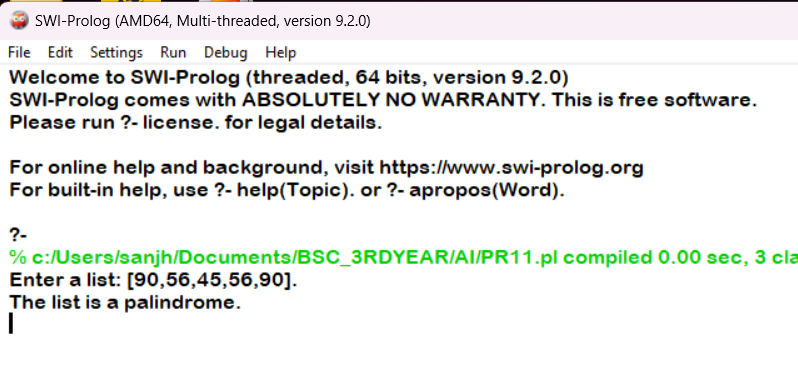 SWI-Prolog (AMD64, Multi-threaded, version 9.2.0)
File Edit Settings Run Debug Help
Welcome to SWI-Prolog (threaded, 64 bits, version 9.2.0)
SWI-Prolog comes with ABSOLUTELY NO WARRANTY. This is free software.
Please run ?- license. for legal details.
For online help and background, visit https://www.swi-prolog.org
For built-in help, use ?- help(Topic). or ?- apropos(Word).
?-
% c:/Users/sanjh/Documents/BSC_3RDYEAR/AI/PR11.pl compiled 0.00 sec, 3 cla
Enter a list: [90,56,45,56,90].
The list is a palindrome.